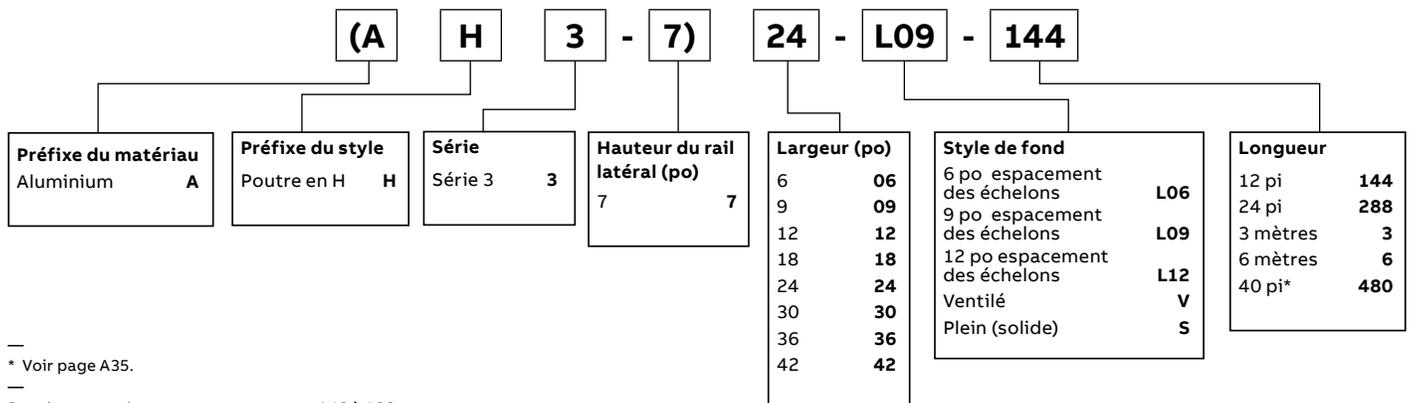 (A H 3 - 7) 24 - L09 - 144
Préfixe du matériau
Aluminium A
Préfixe du style
Poutre en H H
Série
Série 3 3
Hauteur du rail
latéral (po)
7 7
Largeur (po)
6 06
9 09
12 12
18 18
24 24
30 30
36 36
42 42
Style de fond
6 po espacement
des échelons L06
9 po espacement
des échelons L09
12 po espacement
des échelons L12
Ventilé V
Plein (solide) S
Longueur
12 pi 144
24 pi 288
3 mètres 3
6 mètres 6
40 pi* 480
—
* Voir page A35.
—